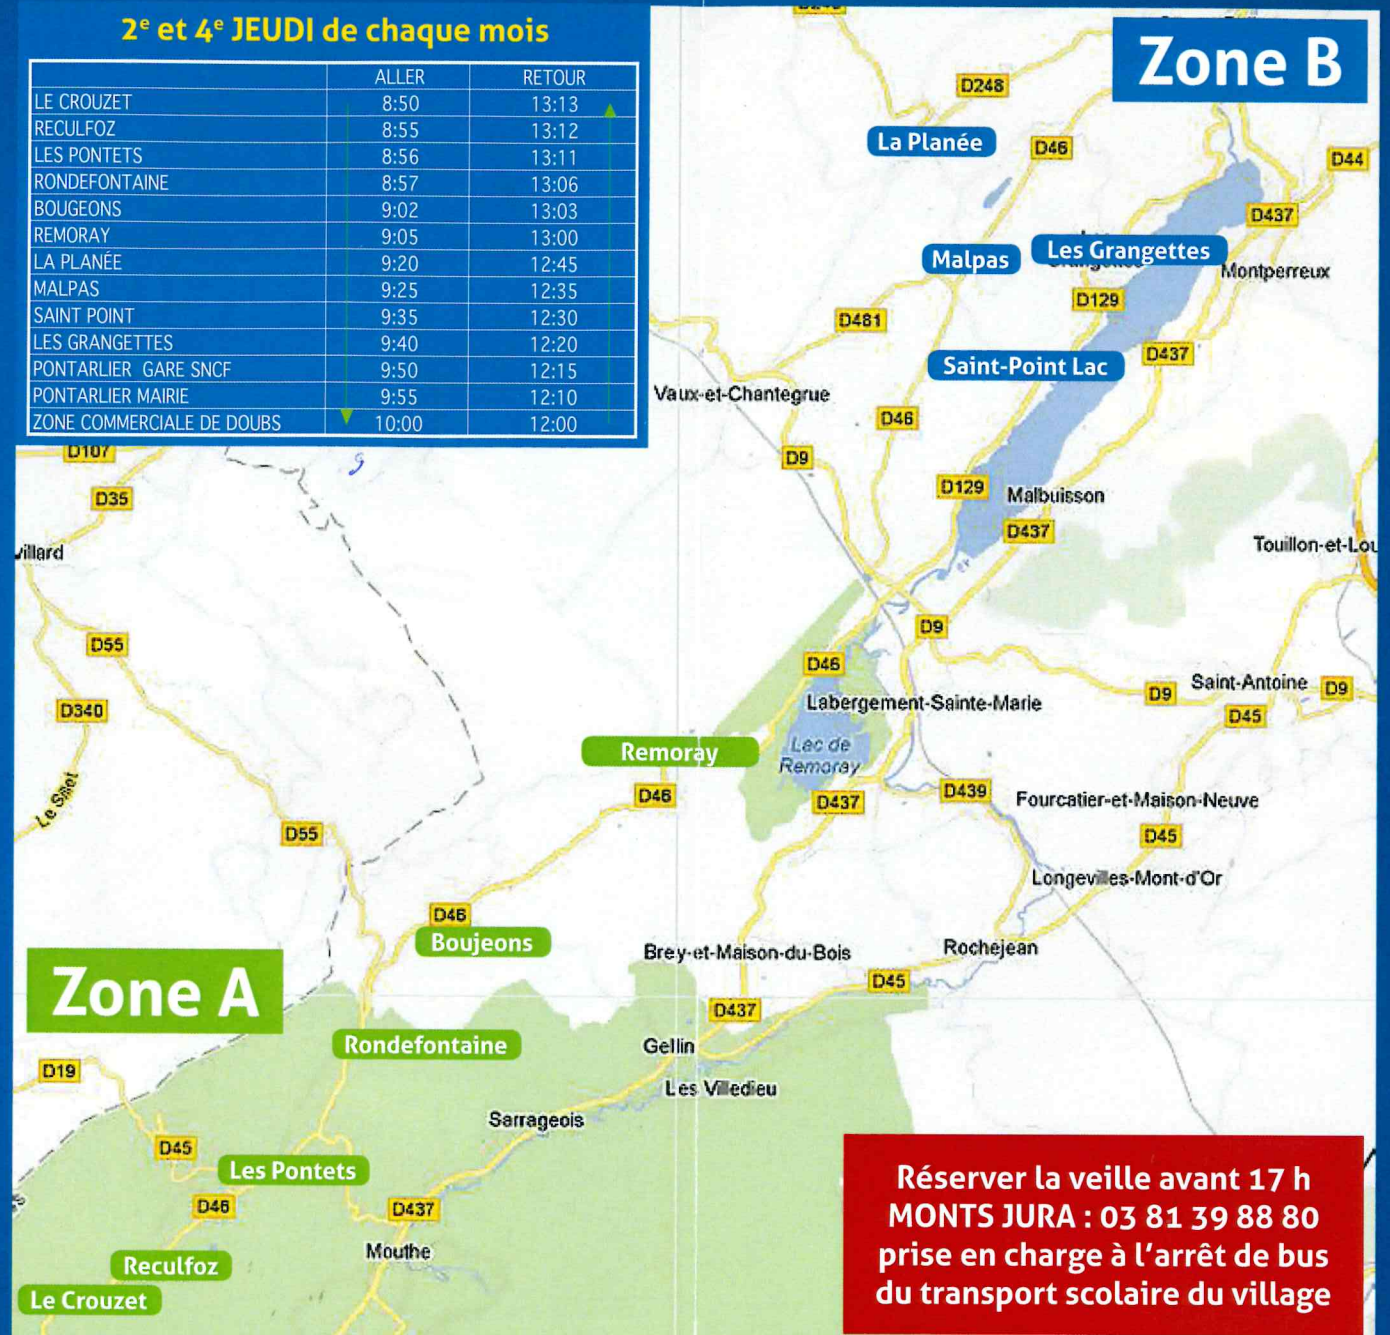 2e et 4e JEUDI de chaque mois
ALLER RETOUR
LE CROUZET 8:50 13:13
RECULFOZ 8:55 13:12
LES PONTETS 8:56 13:11
RONDEFONTAINE 8:57 13:06
BOUGEONS 9:02 13:03
REMORAY 9:05 13:00
LA PLANÉE 9:20 12:45
MALPAS 9:25 12:35
SAINT POINT 9:35 12:30
LES GRANGETTES 9:40 12:20
PONTARLIER GARE SNCF 9:50 12:15
PONTARLIER MAIRIE 9:55 12:10
ZONE COMMERCIALE DE DOUBS 10:00 12:00
Zone B
D248
La Planée
D46
D44
D437
Malpas
Les Grangettes
Montperreux
D129
D481
D437
Saint-Point Lac
Vaux-et-Chantegrue
D46
D9
D107
D35
D129
Malbuisson
D437
villard
Touillon-et-Lou
D9
D55
D46
Saint-Antoine
D9
D9
D340
Labergement-Sainte-Marie
D45
Remoray
Lac de
Remoray
Le Smot
D46
D437
D439
Fourcatier-et-Maison-Neuve
D55
D45
Longevilles-Mont-d'Or
D46
Boujeons
Brey-et-Maison-du-Bois
Rochejean
Zone A
D45
D437
Rondefontaine
Gellin
D19
Les Villedieu
Sarrageois
D45
Les Pontets
D46
D437
Mouthe
Reculfoz
Le Crouzet
Réserver la veille avant 17 h
MONTS JURA : 03 81 39 88 80
prise en charge à l'arrêt de bus
du transport scolaire du village